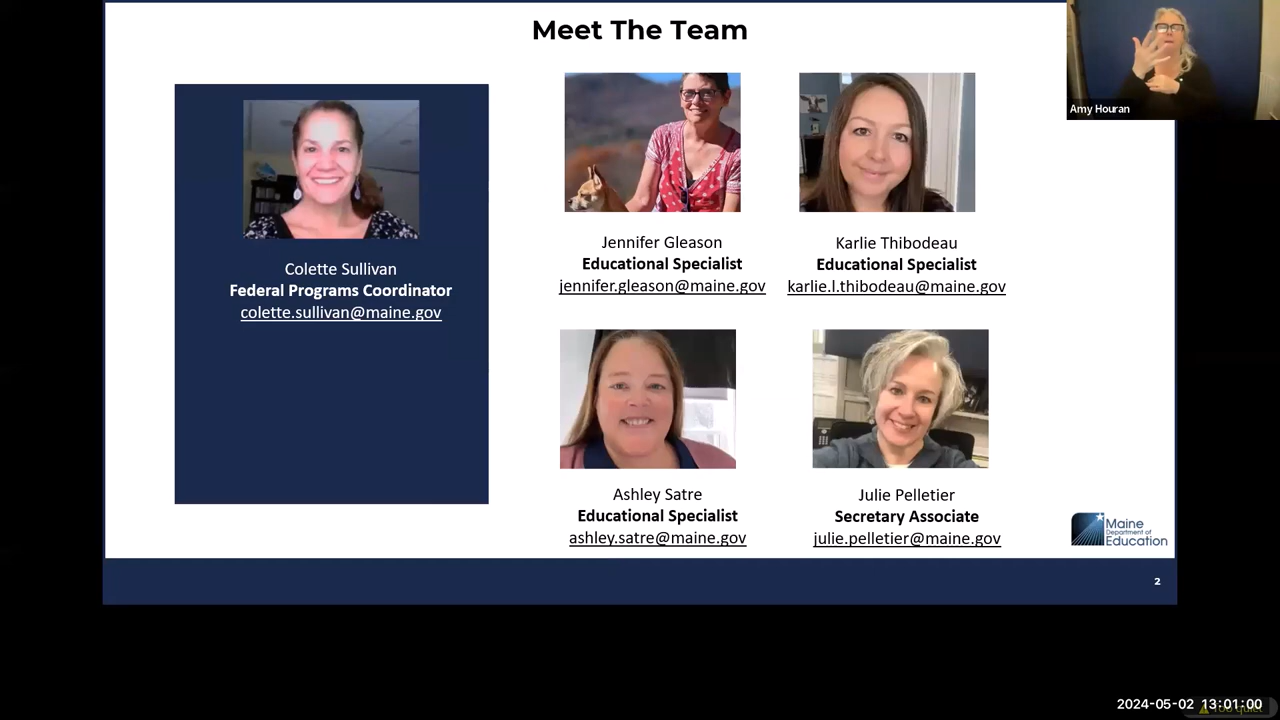 Meet The Team
Amy Houran
Colette Sullivan
Federal Programs Coordinator
colette.sullivan@maine.gov
Jennifer Gleason
Educational Specialist
jennifer.gleason@maine.gov
Karlie Thibodeau
Educational Specialist
karlie.l.thibodeau@maine.gov
Ashley Satre
Educational Specialist
ashley.satre@maine.gov
Julie Pelletier
Secretary Associate
julie.pelletier@maine.gov
Maine
Department of
Education
2
2024-05-02 13:01:00